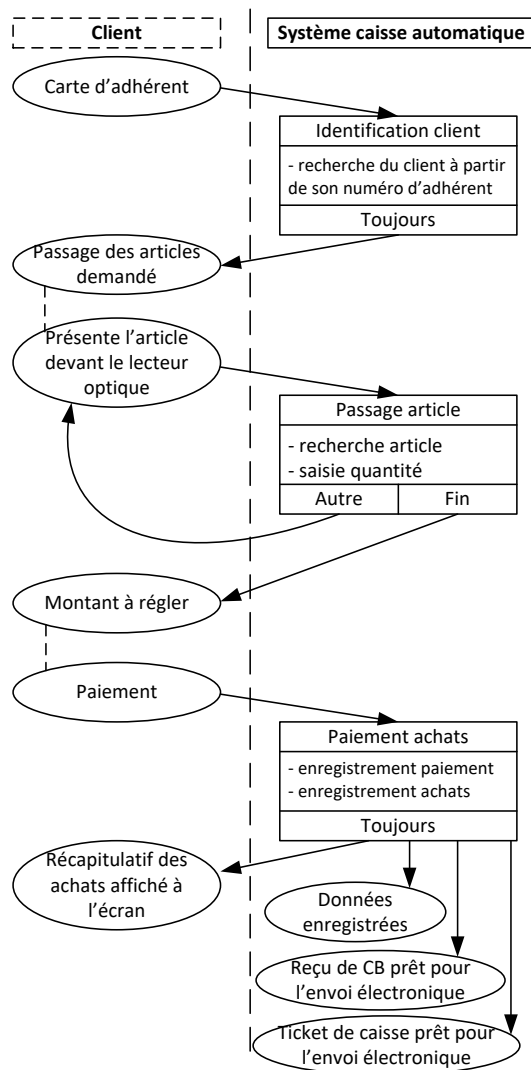 Client
Système caisse automatique
Carte d'adhérent
Identification client
- recherche du client à partir
de son numéro d'adhérent
Toujours
Passage des articles
demandé
Présente l'article
devant le lecteur
optique
Passage article
- recherche article
- saisie quantité
Autre
Fin
Montant à régler
Paiement
Paiement achats
- enregistrement paiement
- enregistrement achats
Toujours
Récapitulatif des
achats affiché à
l'écran
Données
enregistrées
Reçu de CB prêt pour
l'envoi électronique
Ticket de caisse prêt pour
l'envoi électronique